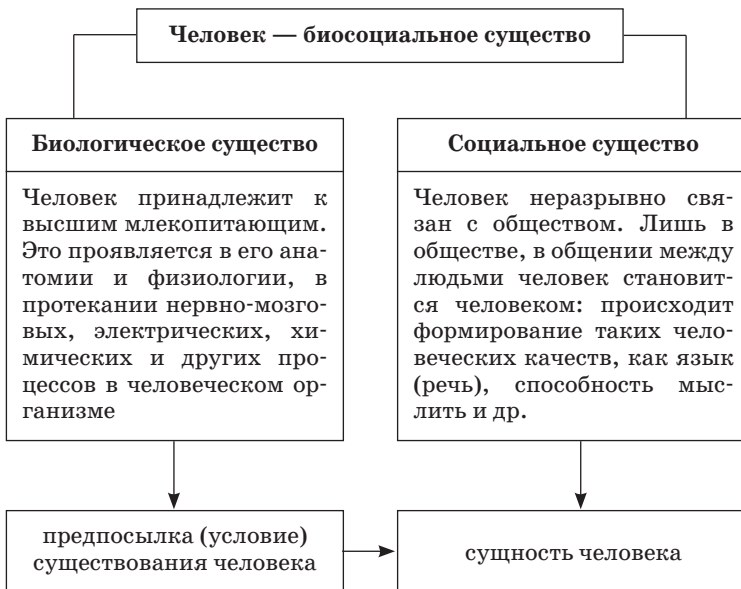 Человек — биосоциальное существо
Биологическое существо
Человек принадлежит к
высшим млекопитающим.
Это проявляется в его ана-
томии и физиологии, в
протекании нервно-мозго-
вых, электрических, хи-
мических и других про-
цессов в человеческом ор-
ганизме
Социальное существо
Человек неразрывно свя-
зан с обществом. Лишь в
обществе, в общении между
людьми человек становит-
ся человеком: происходит
формирование таких чело-
веческих качеств, как язык
(речь), способность мыс-
лить и др.
предпосылка (условие)
существования человека
сущность человека